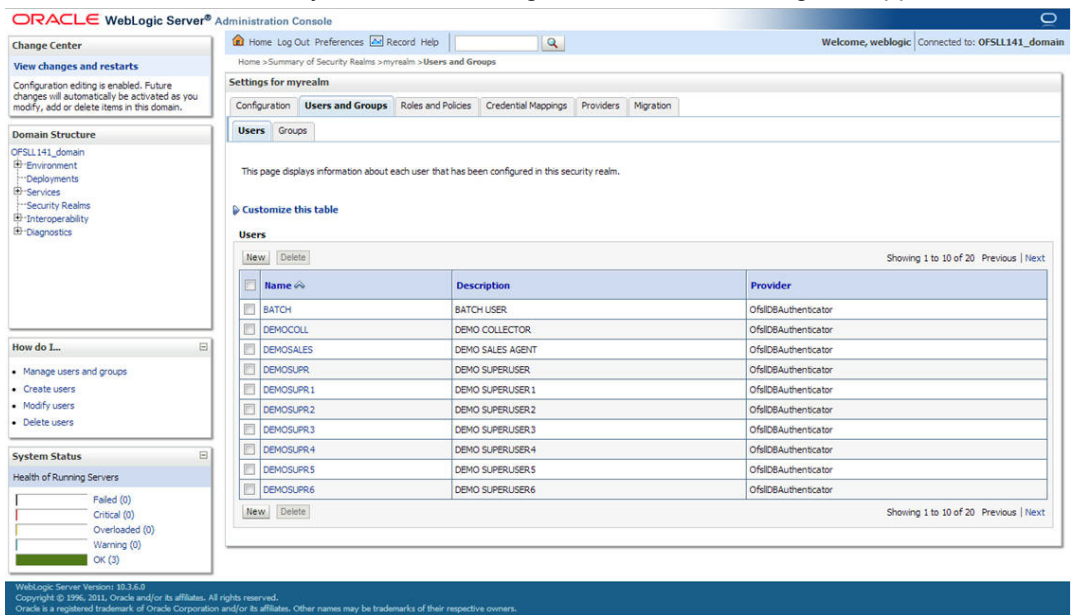 ORACLE WebLogic Server® Administration Console
Change Center
View changes and restarts
Configuration editing is enabled. Future
changes will automatically be activated as you
modify, add or delete items in this domain.
Domain Structure
OFSLL141_domain
Environment
Deployments
Services
Security Realms
Interoperability
Diagnostics
How do I...
Manage users and groups
Create users
Modify users
Delete users
System Status
Health of Running Servers
Failed (0)
Critical (0)
Overloaded (0)
Warning (0)
OK (3)
Home Log Out Preferences Record Help
Welcome, weblogic Connected to: OFSLL141_domain
Home >Summary of Security Realms >myrealm >Users and Groups
Settings for myrealm
Configuration Users and Groups Roles and Policies Credential Mappings Providers Migration
Users Groups
This page displays information about each user that has been configured in this security realm.
Customize this table
Users
New Delete Showing 1 to 10 of 20 Previous | Next
Name Description Provider
BATCH BATCH USER OfsllDBAuthenticator
DEMOCOLL DEMO COLLECTOR OfsllDBAuthenticator
DEMOSALES DEMO SALES AGENT OfsllDBAuthenticator
DEMOSUPR DEMO SUPERUSER OfsllDBAuthenticator
DEMOSUPR1 DEMO SUPERUSER1 OfsllDBAuthenticator
DEMOSUPR2 DEMO SUPERUSER2 OfsllDBAuthenticator
DEMOSUPR3 DEMO SUPERUSER3 OfsllDBAuthenticator
DEMOSUPR4 DEMO SUPERUSER4 OfsllDBAuthenticator
DEMOSUPR5 DEMO SUPERUSER5 OfsllDBAuthenticator
DEMOSUPR6 DEMO SUPERUSER6 OfsllDBAuthenticator
New Delete Showing 1 to 10 of 20 Previous | Next
WebLogic Server Version: 10.3.6.0
Copyright © 1996, 2011, Oracle and/or its affiliates. All rights reserved.
Oracle is a registered trademark of Oracle Corporation and/or its affiliates. Other names may be trademarks of their respective owners.